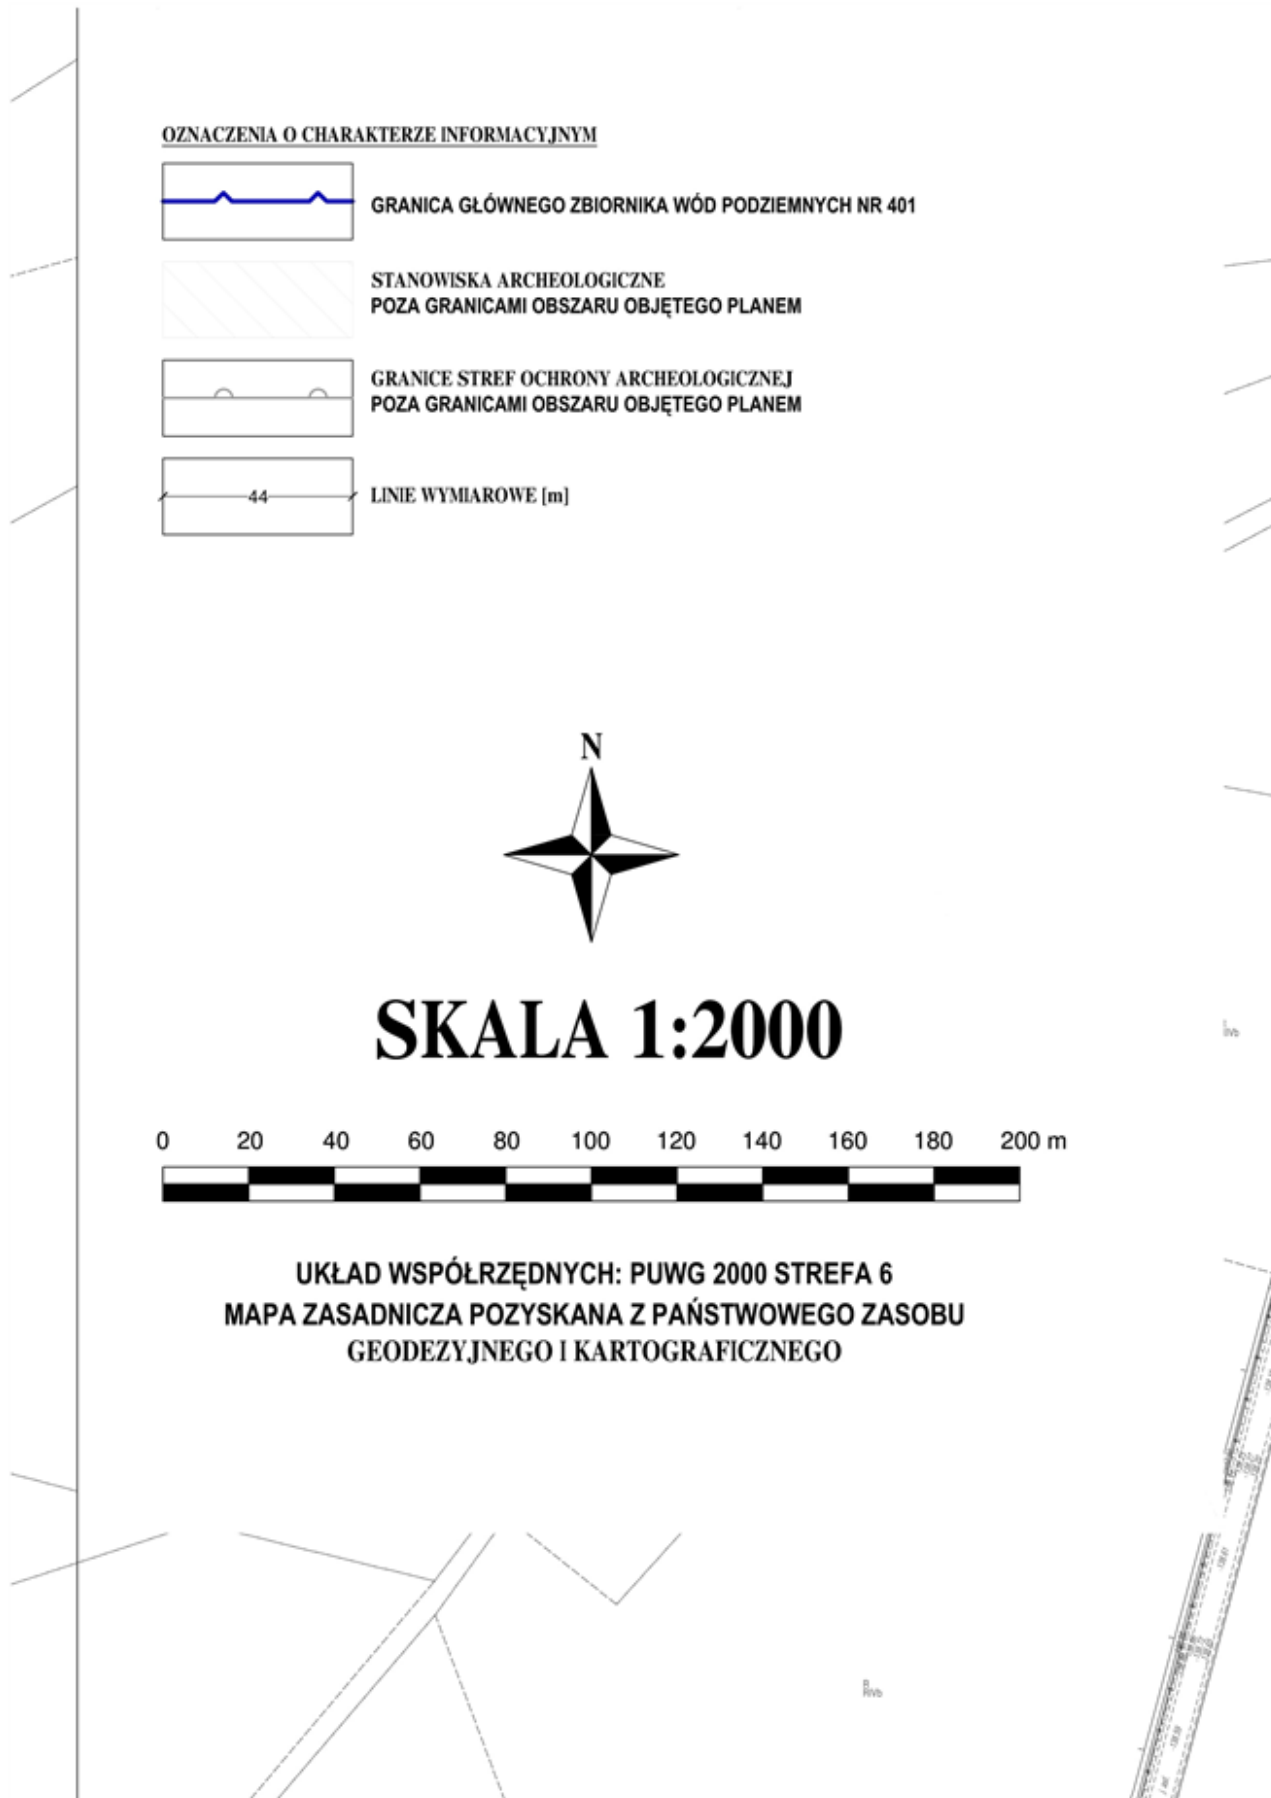 OZNACZENIA O CHARAKTERZE INFORMACYJNYM
GRANICA GŁÓWNEGO ZBIORNIKA WÓD PODZIEMNYCH NR 401
STANOWISKA ARCHEOLOGICZNE
POZA GRANICAMI OBSZARU OBJĘTEGO PLANEM
GRANICE STREF OCHRONY ARCHEOLOGICZNEJ
POZA GRANICAMI OBSZARU OBJĘTEGO PLANEM
44 LINIE WYMIAROWE [m]
N
SKALA 1:2000
0 20 40 60 80 100 120 140 160 180 200 m
UKŁAD WSPÓŁRZĘDNYCH: PUWG 2000 STREFA 6
MAPA ZASADNICZA POZYSKANA Z PAŃSTWOWEGO ZASOBU
GEODEZYJNEGO I KARTOGRAFICZNEGO